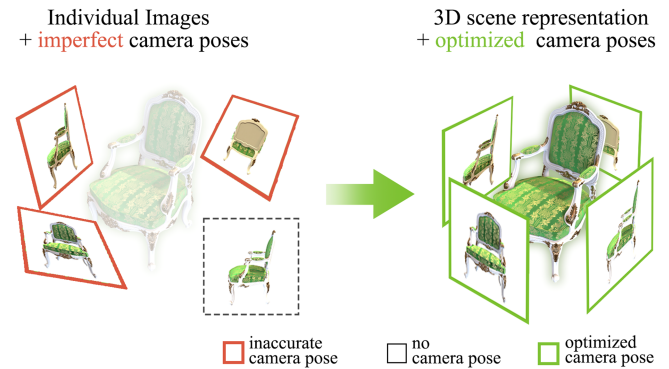 Individual Images
+ imperfect camera poses
3D scene representation
+ optimized camera poses
inaccurate
camera pose
no
camera pose
optimized
camera pose